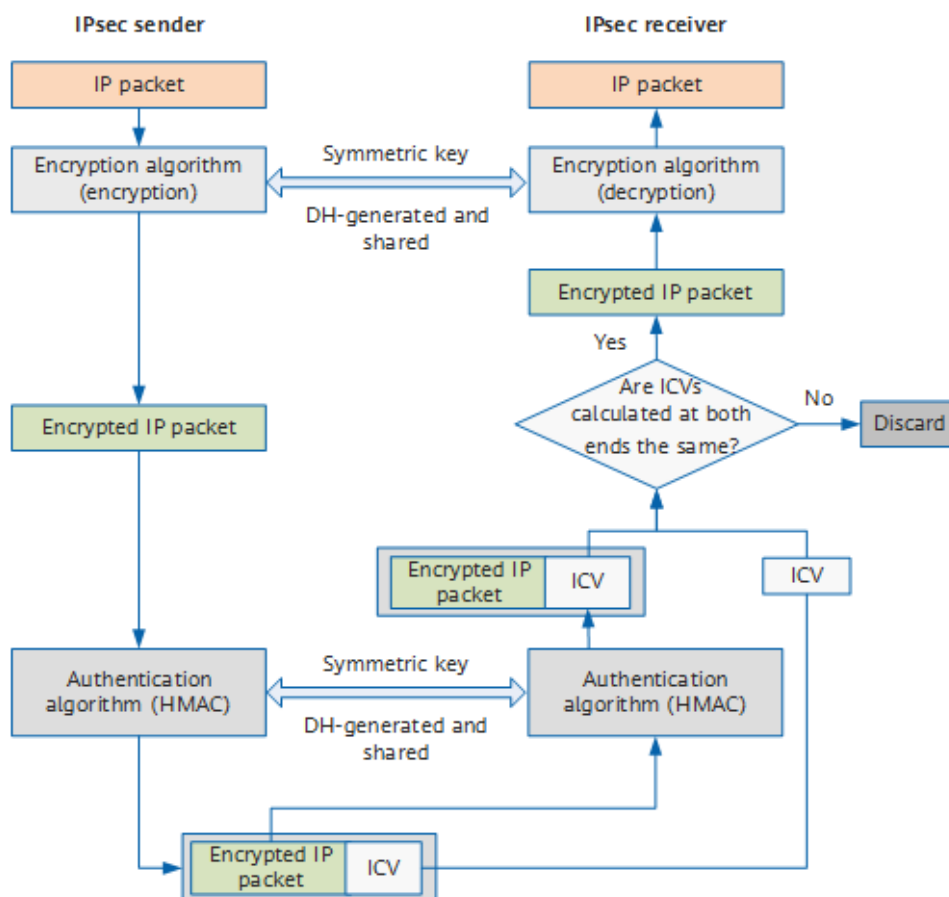 IPsec sender
IPsec receiver
IP packet
IP packet
Encryption algorithm
(encryption)
Symmetric key
DH-generated and
shared
Encryption algorithm
(decryption)
Encrypted IP packet
Yes
Are ICVs
calculated at both
ends the same?
No
Discard
Encrypted IP packet
Encrypted IP
packet
ICV
ICV
Authentication
algorithm (HMAC)
Symmetric key
DH-generated and
shared
Authentication
algorithm (HMAC)
Encrypted IP
packet
ICV